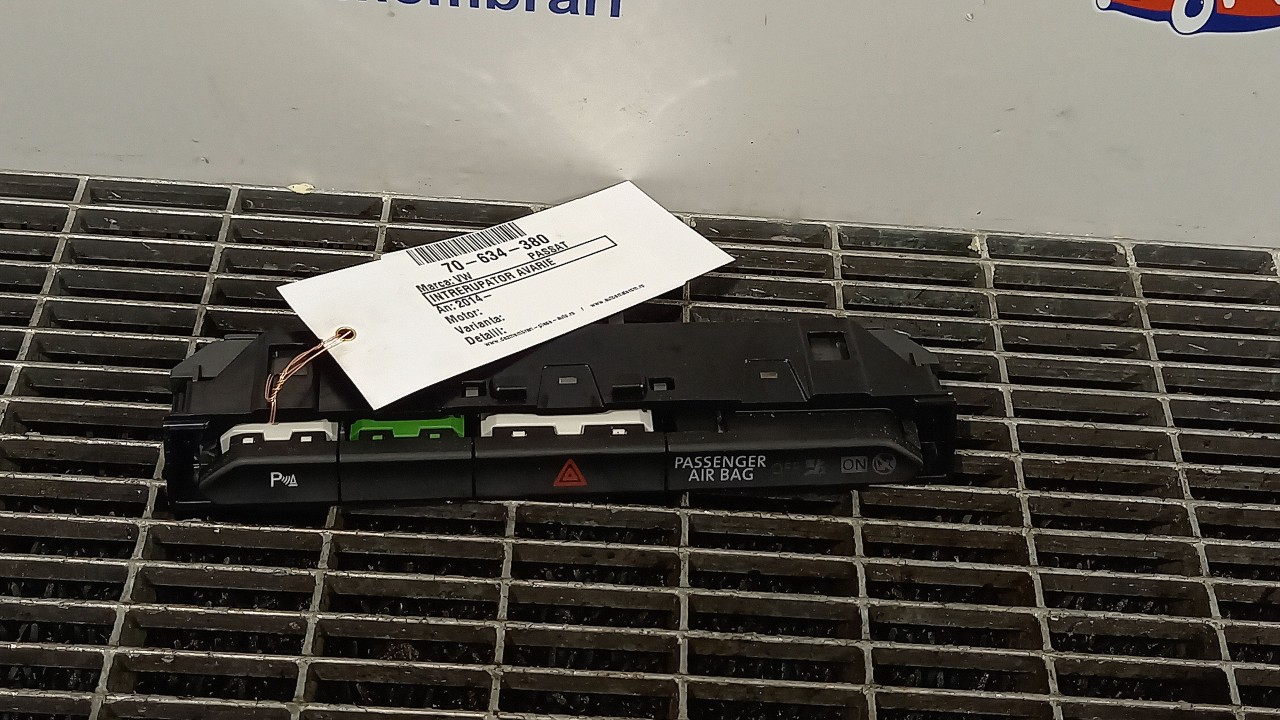 70-634-380
Marca: VW PASSAT
INTRERUPATOR AVARIE
An: 2014-
Motor:
Varianta:
Detalii:
P
PASSENGER
AIR BAG
OFF ON